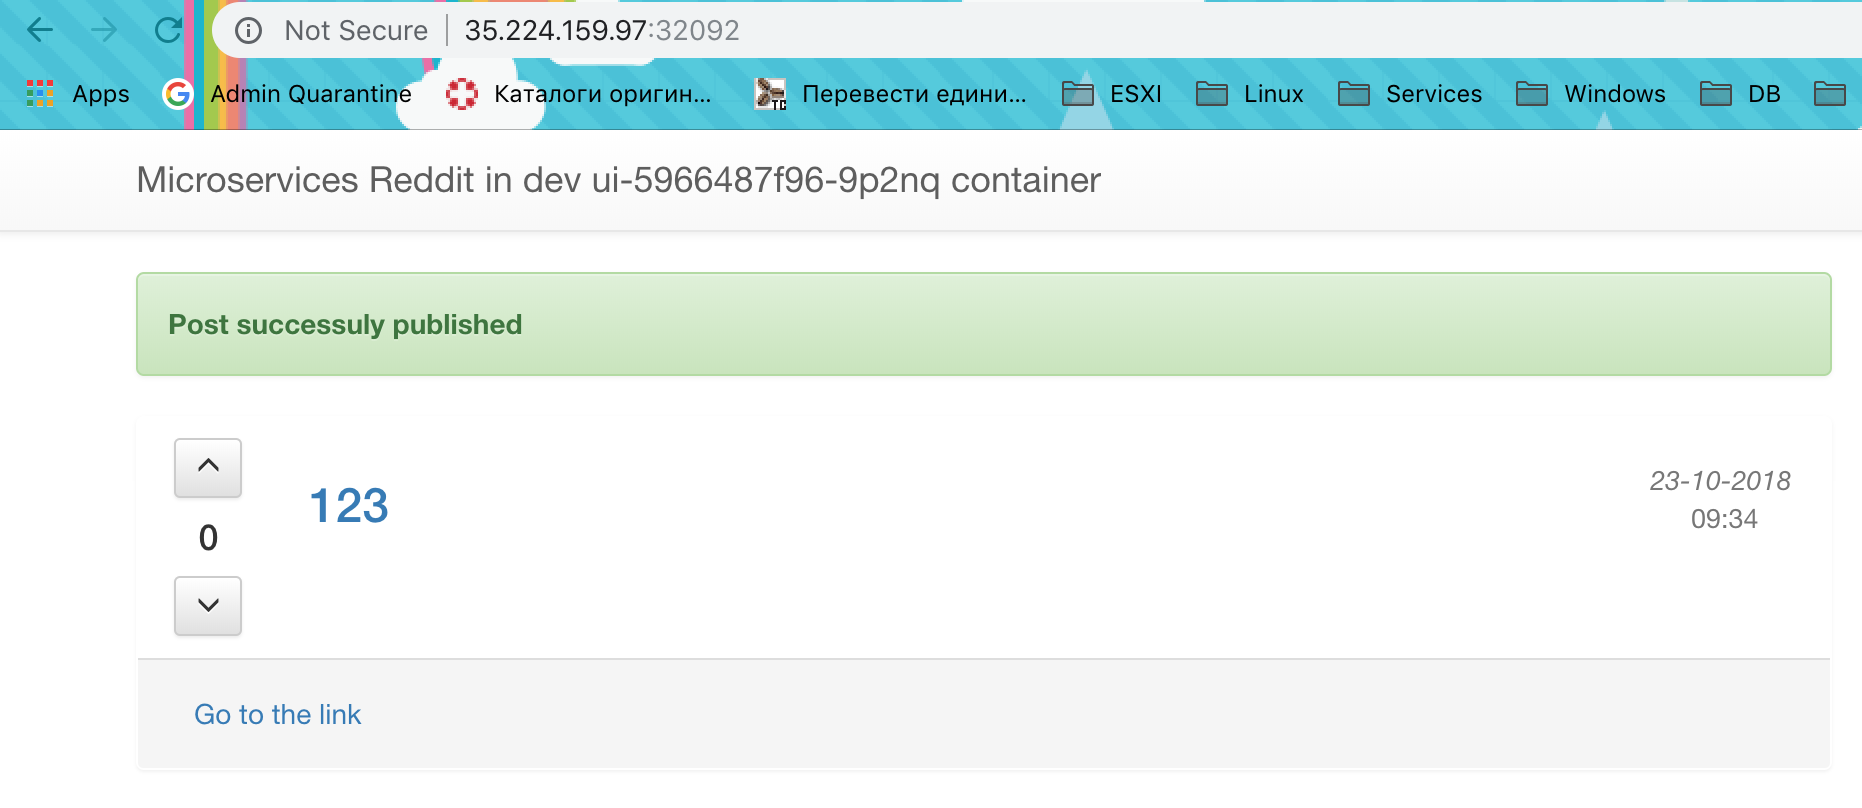 Not Secure 35.224.159.97:32092
Apps Admin Quarantine Каталоги оригин... TC Перевести едини... ESXI Linux Services Windows DB
Microservices Reddit in dev ui-5966487f96-9p2nq container
Post successuly published
123
23-10-2018
09:34
0
Go to the link